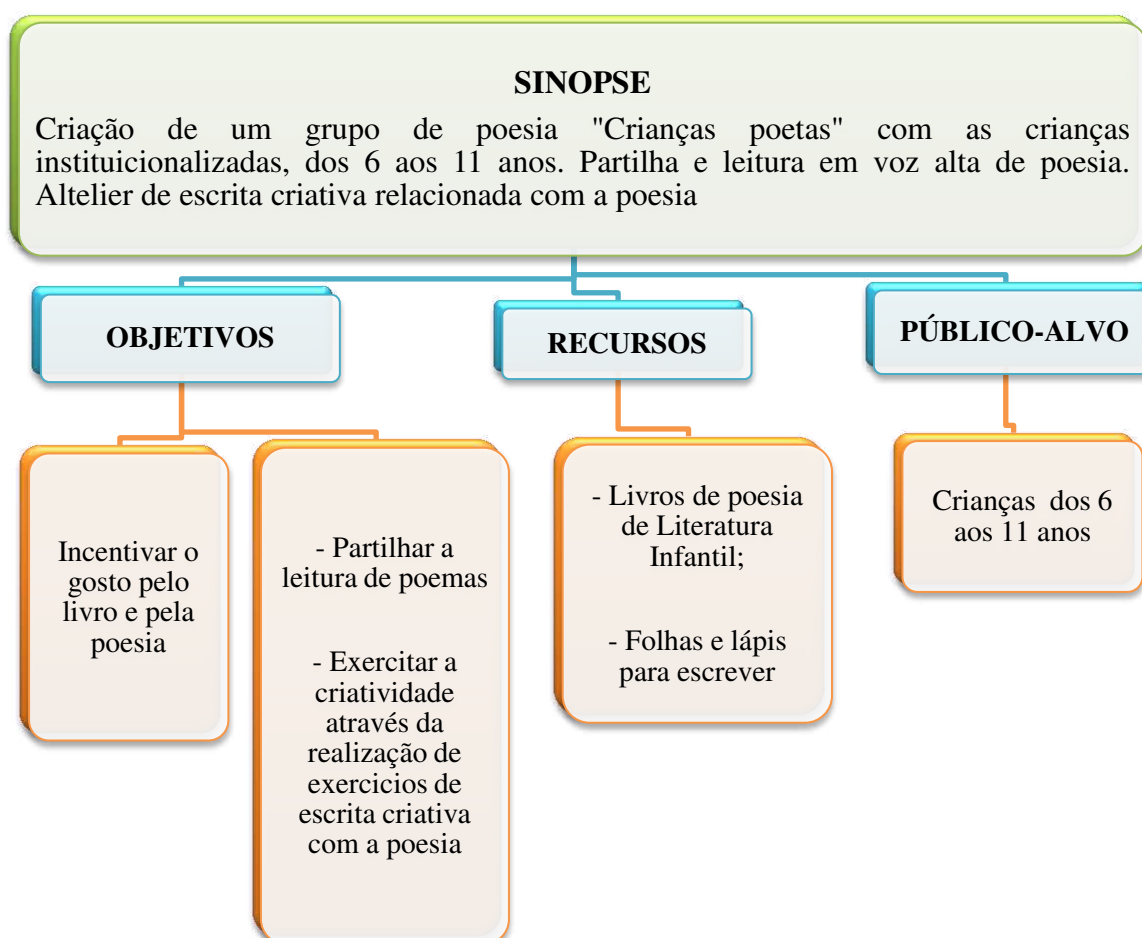 SINOPSE
Criação de um grupo de poesia "Crianças poetas" com as crianças
instituicionalizadas, dos 6 aos 11 anos. Partilha e leitura em voz alta de poesia.
Altelier de escrita criativa relacionada com a poesia
OBJETIVOS
RECURSOS
PÚBLICO-ALVO
Incentivar o
gosto pelo
livro e pela
poesia
- Partilhar a
leitura de poemas
- Exercitar a
criatividade
através da
realização de
exercicios de
escrita criativa
com a poesia
- Livros de poesia
de Literatura
Infantil;
- Folhas e lápis
para escrever
Crianças dos 6
aos 11 anos